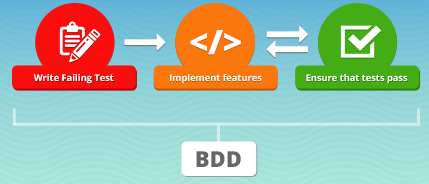 Write Failing Test
Implement features
Ensure that tests pass
BDD